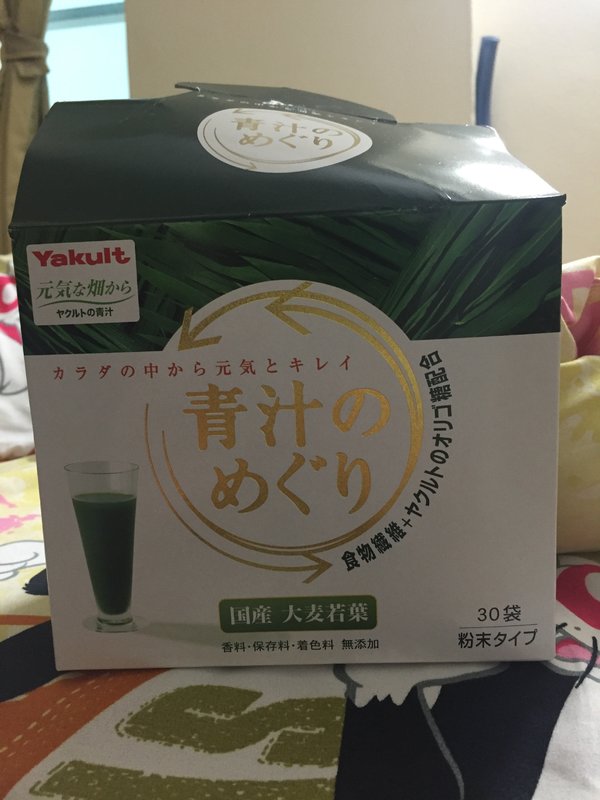 青汁の
めぐり
Yakult
元気な畑から
ヤクルトの青汁
カラダの中から元気とキレイ
青汁の
めぐり
食物繊維+ヤクルトのオリゴ糖配合
国産 大麦若葉
香料・保存料・着色料 無添加
30袋
粉末タイプ